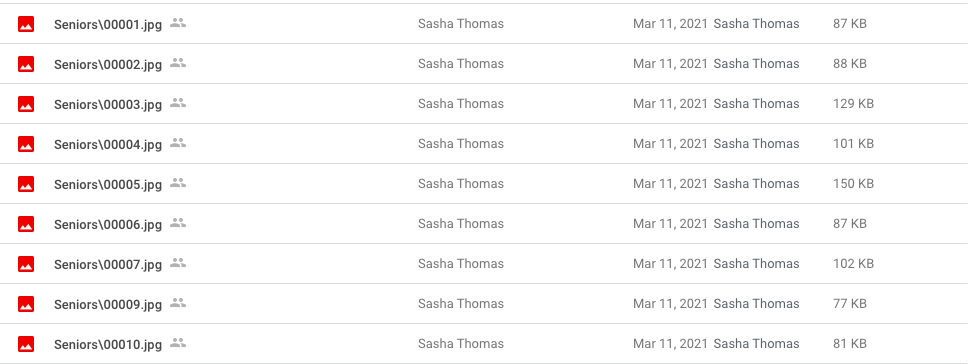 Seniors\00001.jpg Sasha Thomas Mar 11, 2021 Sasha Thomas 87 KB
Seniors\00002.jpg Sasha Thomas Mar 11, 2021 Sasha Thomas 88 KB
Seniors\00003.jpg Sasha Thomas Mar 11, 2021 Sasha Thomas 129 KB
Seniors\00004.jpg Sasha Thomas Mar 11, 2021 Sasha Thomas 101 KB
Seniors\00005.jpg Sasha Thomas Mar 11, 2021 Sasha Thomas 150 KB
Seniors\00006.jpg Sasha Thomas Mar 11, 2021 Sasha Thomas 87 KB
Seniors\00007.jpg Sasha Thomas Mar 11, 2021 Sasha Thomas 102 KB
Seniors\00009.jpg Sasha Thomas Mar 11, 2021 Sasha Thomas 77 KB
Seniors\00010.jpg Sasha Thomas Mar 11, 2021 Sasha Thomas 81 KB